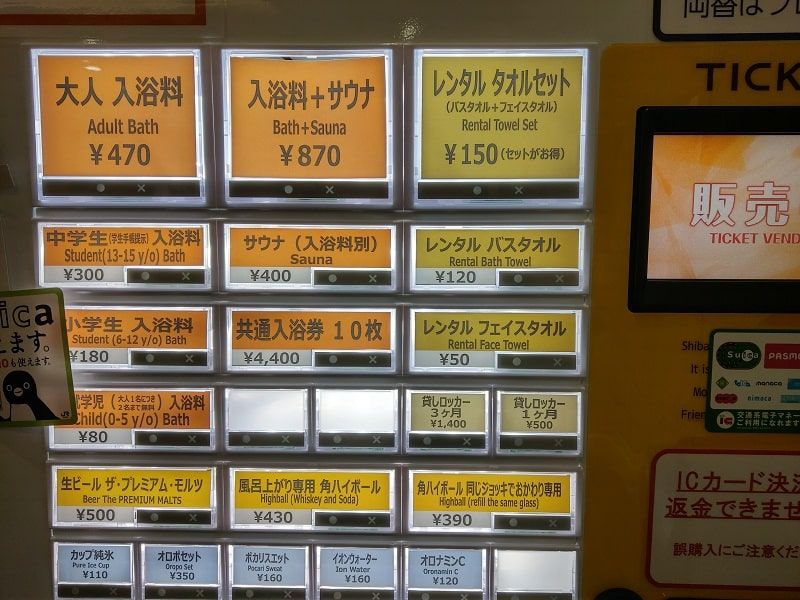 両替は
大人 入浴料
Adult Bath
￥470
入浴料＋サウナ
Bath+Sauna
￥870
レンタル タオルセット
(バスタオル＋フェイスタオル)
Rental Towel Set
￥150 (セットがお得)
TICK
販売
TICKET VEND
中学生(学生手帳提示) 入浴料
Student(13-15 y/o) Bath
￥300
サウナ（入浴料別）
Sauna
￥400
レンタル バスタオル
Rental Bath Towel
￥120
小学生 入浴料
Student (6-12 y/o) Bath
￥180
共通入浴券 １０枚
￥4,400
レンタル フェイスタオル
Rental Face Towel
￥50
学児 (大人1名につき2名まで無料) 入浴料
Child(0-5 y/o) Bath
￥80
貸しロッカー
３ヶ月
￥1,400
貸しロッカー
１ヶ月
￥500
生ビール ザ・プレミアム・モルツ
Beer The PREMIUM MALTS
￥500
風呂上がり専用 角ハイボール
Highball (Whiskey and Soda)
￥430
角ハイボール 同じジョッキでおかわり専用
Highball (refill the same glass)
￥390
カップ純氷
Pure Ice Cup
￥110
オロポセット
Oropo Set
￥350
ポカリスエット
Pocari Sweat
￥160
イオンウォーター
Ion Water
￥160
オロナミンC
Oronamin C
￥120
ica
ます。
も使えます。
Shiba
It is
Mo
Frien
Suica
PASMO
manaca
nimoca
交通系電子マネー
ご利用になれます
ICカード決済
返金できませ
誤購入にご注意くだ